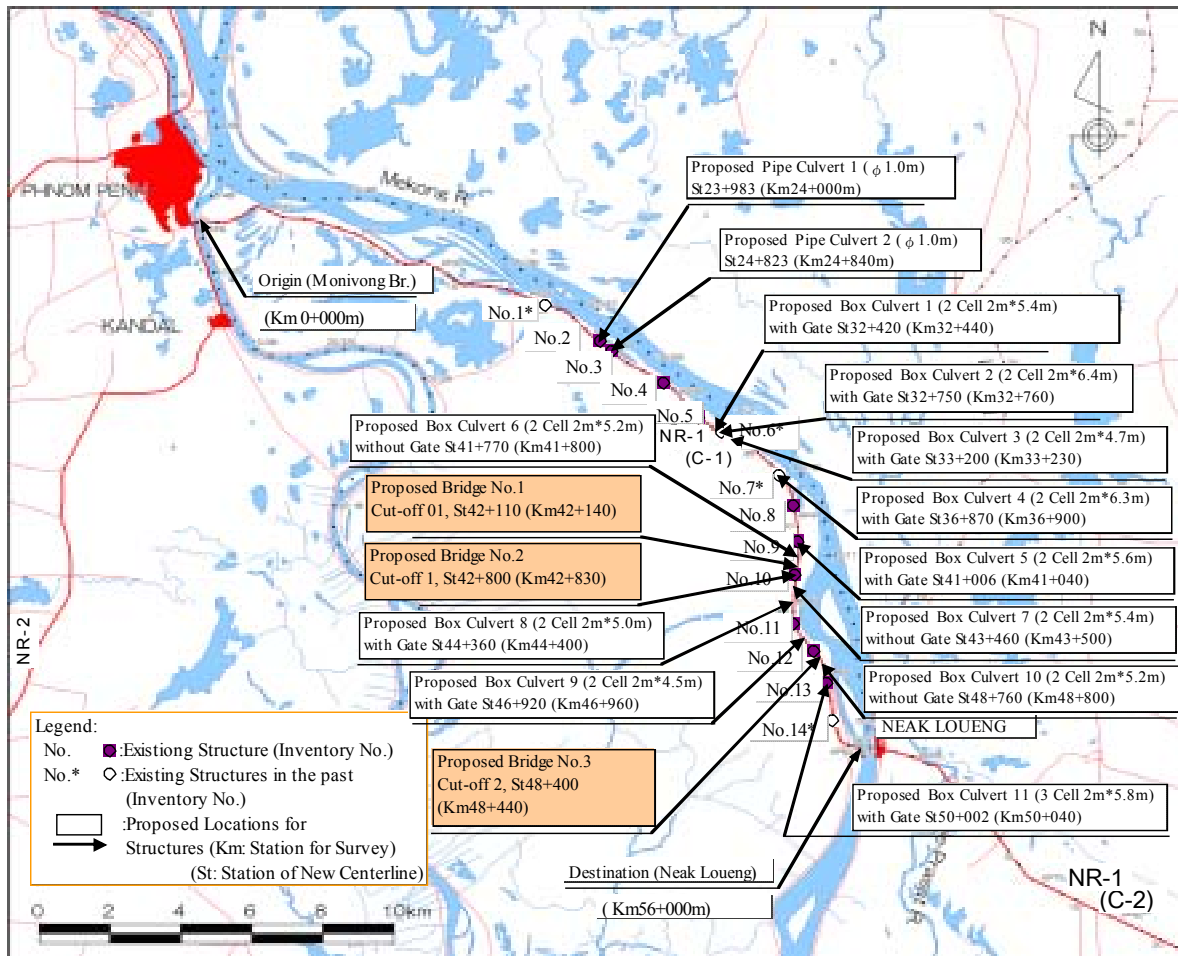 N
PHNOM PENH
Mekong R.
KANDAL
Origin (Monivong Br.)
(Km 0+000m)
Proposed Pipe Culvert 1 ( φ 1.0m)
St23+983 (Km24+000m)
Proposed Pipe Culvert 2 ( φ 1.0m)
St24+823 (Km24+840m)
Proposed Box Culvert 1 (2 Cell 2m*5.4m)
with Gate St32+420 (Km32+440)
Proposed Box Culvert 2 (2 Cell 2m*6.4m)
with Gate St32+750 (Km32+760)
Proposed Box Culvert 3 (2 Cell 2m*4.7m)
with Gate St33+200 (Km33+230)
Proposed Box Culvert 4 (2 Cell 2m*6.3m)
with Gate St36+870 (Km36+900)
Proposed Box Culvert 5 (2 Cell 2m*5.6m)
with Gate St41+006 (Km41+040)
Proposed Box Culvert 7 (2 Cell 2m*5.4m)
without Gate St43+460 (Km43+500)
Proposed Box Culvert 10 (2 Cell 2m*5.2m)
without Gate St48+760 (Km48+800)
NEAK LOUENG
Proposed Box Culvert 11 (3 Cell 2m*5.8m)
with Gate St50+002 (Km50+040)
No.1*
No.2
No.3
No.4
No.5
No.6*
NR-1
(C-1)
No.7*
No.8
No.9
No.10
No.11
No.12
No.13
No.14*
Proposed Box Culvert 6 (2 Cell 2m*5.2m)
without Gate St41+770 (Km41+800)
Proposed Bridge No.1
Cut-off 01, St42+110 (Km42+140)
Proposed Bridge No.2
Cut-off 1, St42+800 (Km42+830)
Proposed Box Culvert 8 (2 Cell 2m*5.0m)
with Gate St44+360 (Km44+400)
Proposed Box Culvert 9 (2 Cell 2m*4.5m)
with Gate St46+920 (Km46+960)
Proposed Bridge No.3
Cut-off 2, St48+400
(Km48+440)
Destination (Neak Loueng)
( Km56+000m)
NR-2
NR-1
(C-2)
Legend:
No. :Existiong Structure (Inventory No.)
No.* :Existing Structures in the past
(Inventory No.)
:Proposed Locations for
Structures (Km: Station for Survey)
(St: Station of New Centerline)
0 2 4 6 8 10km